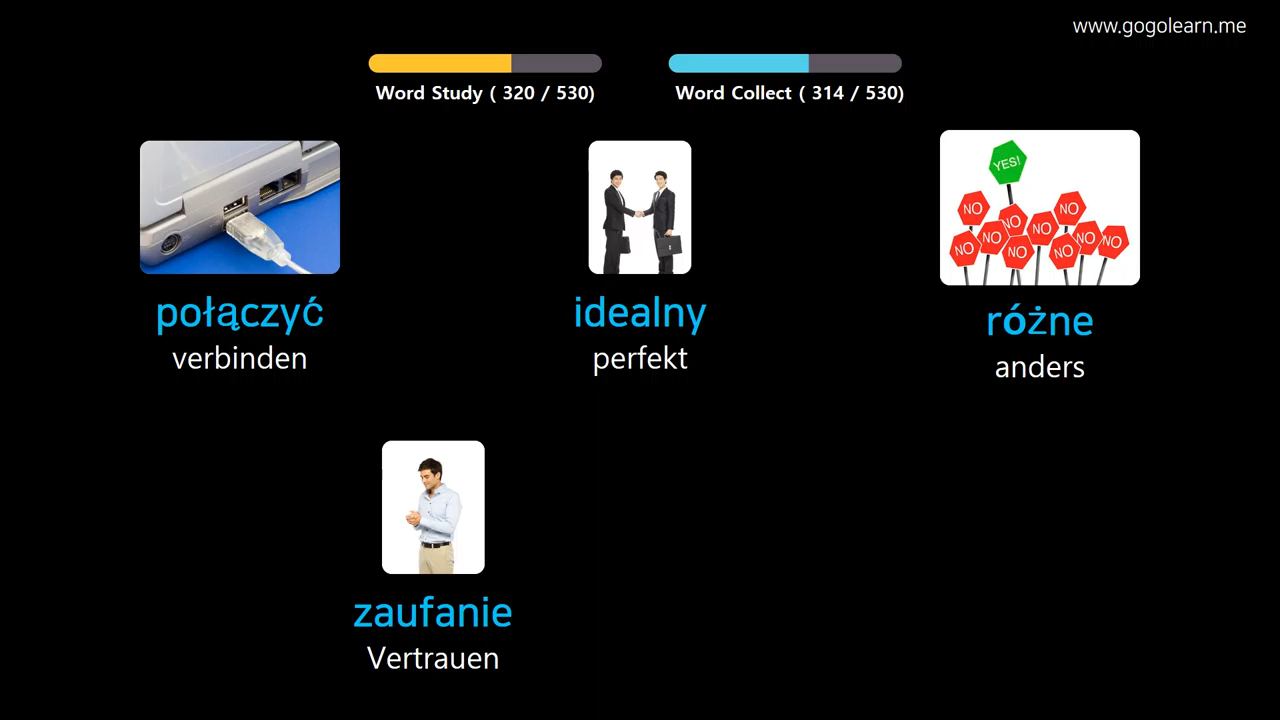 www.gogolearn.me
Word Study ( 320 / 530)
Word Collect ( 314 / 530)
YES!
NO
NO
NO
NO
NO
NO
NO
NO
NO
NO
połączyć
verbinden
idealny
perfekt
różne
anders
zaufanie
Vertrauen